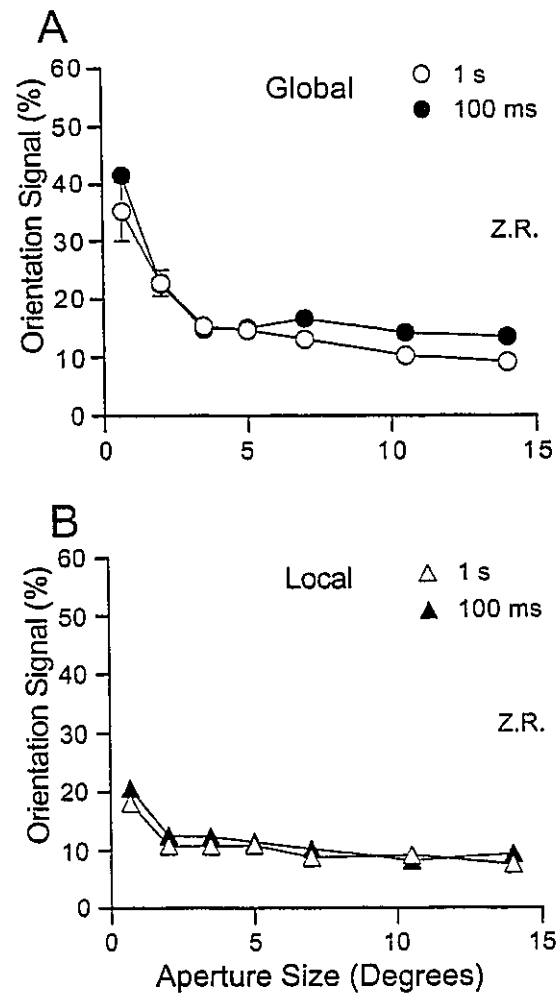 A
Global
1 s
100 ms
Z.R.
Orientation Signal (%)
60
50
40
30
20
10
0
0 5 10 15
B
Local
1 s
100 ms
Z.R.
Orientation Signal (%)
60
50
40
30
20
10
0
0 5 10 15
Aperture Size (Degrees)